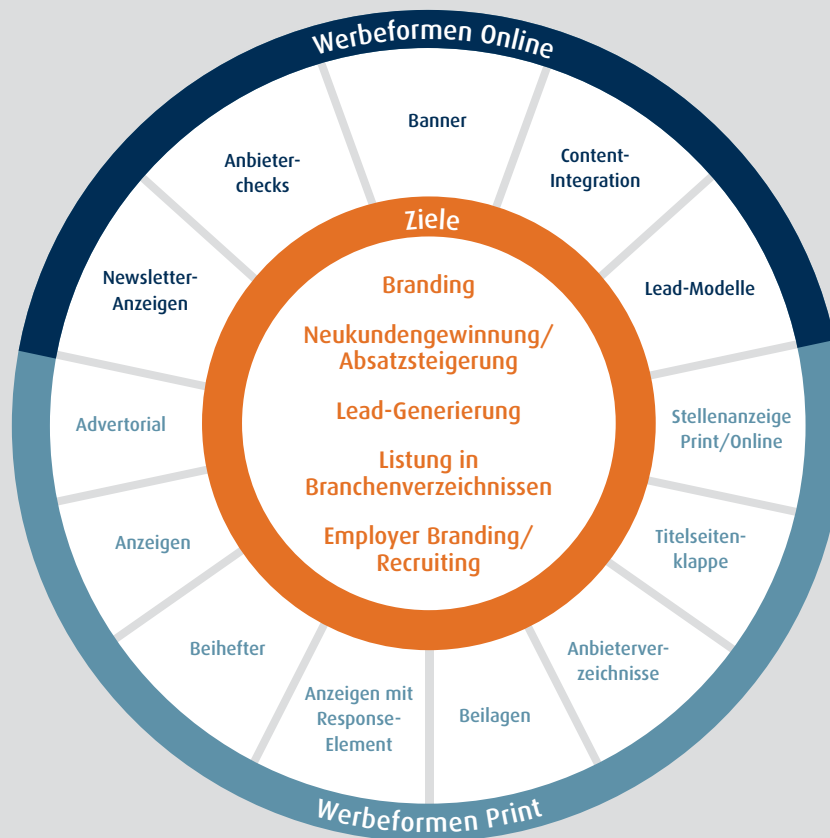 Werbeformen Online
Banner
Anbieter-
checks
Content-
Integration
Newsletter-
Anzeigen
Lead-Modelle
Ziele
Branding
Neukundengewinnung/
Absatzsteigerung
Lead-Generierung
Listung in
Branchenverzeichnissen
Employer Branding/
Recruiting
Advertorial
Stellenanzeige
Print/Online
Anzeigen
Titelseiten-
klappe
Beihefter
Anbieterver-
zeichnisse
Anzeigen mit
Response-
Element
Beilagen
Werbeformen Print